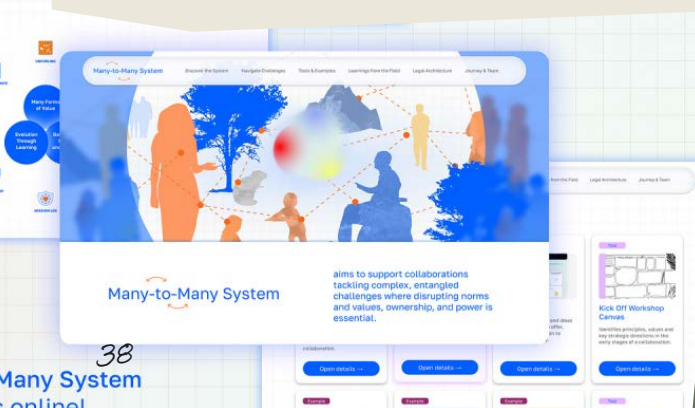 Many-to-Many System
Discover the System
Navigate Challenges
Tools & Examples
Learnings from the Field
Legal Architecture
Journey & Team
Many Forms
of Value
Evolution
Through
Learning
from the Field
Legal Architecture
Journey & Team
Many-to-Many System
aims to support collaborations
tackling complex, entangled
challenges where disrupting norms
and values, ownership, and power is
essential.
Tool
Kick Off Workshop
Canvas
Identifies principles, values and
key strategic directions in the
early stages of a collaboration.
collaboration.
Open details →
Open details →
Open details →
Open details →
38
Many System
online!
Example
Example
Example
Tool